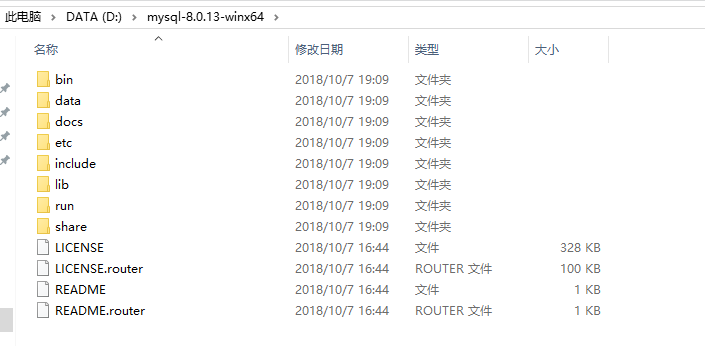 此电脑 > DATA (D:) > mysql-8.0.13-winx64 >
名称 修改日期 类型 大小
bin 2018/10/7 19:09 文件夹
data 2018/10/7 19:09 文件夹
docs 2018/10/7 19:09 文件夹
etc 2018/10/7 19:09 文件夹
include 2018/10/7 19:09 文件夹
lib 2018/10/7 19:09 文件夹
run 2018/10/7 19:09 文件夹
share 2018/10/7 19:09 文件夹
LICENSE 2018/10/7 16:44 文件 328 KB
LICENSE.router 2018/10/7 16:44 ROUTER 文件 100 KB
README 2018/10/7 16:44 文件 1 KB
README.router 2018/10/7 16:44 ROUTER 文件 1 KB